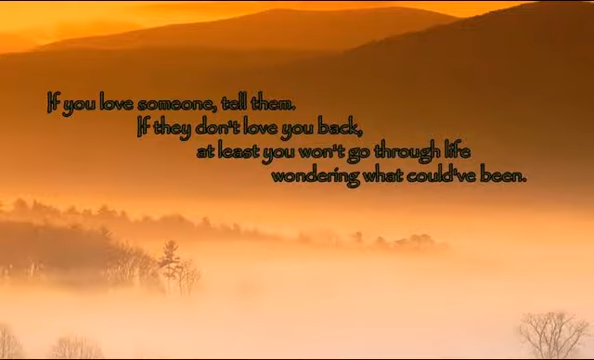 If you love someone, tell them.
If they don't love you back,
at least you won't go through life
wondering what could've been.